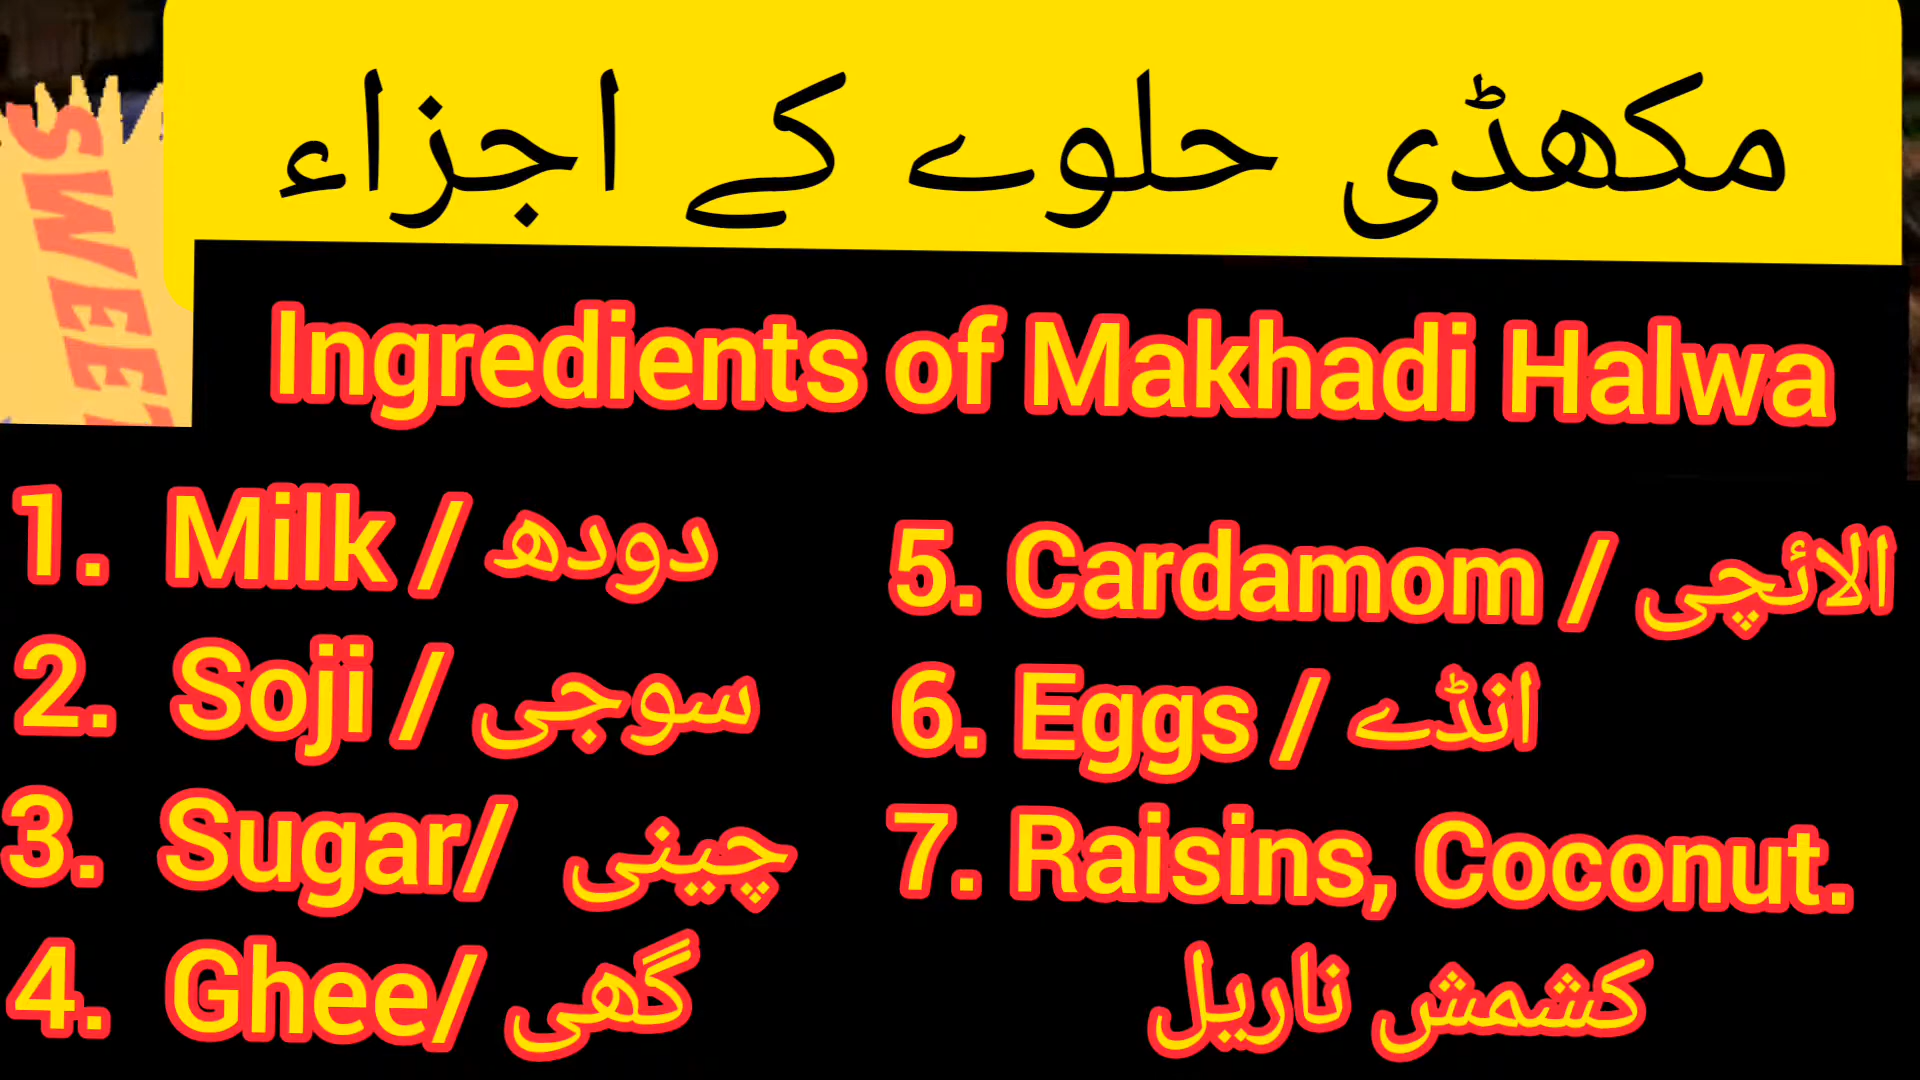 مکھڈی حلوے کے اجزاء
SWEET
Ingredients of Makhadi Halwa
1. Milk / دودھ
2. Soji / سوجی
3. Sugar/ چینی
4. Ghee/ گھی
5. Cardamom / الائچی
6. Eggs / انڈے
7. Raisins, Coconut.
کشمش ناریل